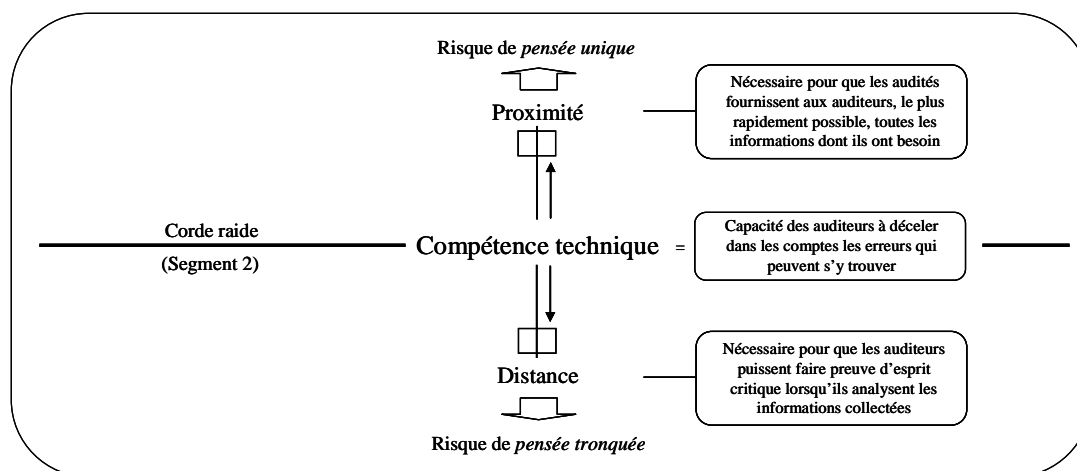 Risque de pensée unique
Proximité
Nécessaire pour que les audités
fournissent aux auditeurs, le plus
rapidement possible, toutes les
informations dont ils ont besoin
Corde raide
(Segment 2)
Compétence technique
=
Capacité des auditeurs à déceler
dans les comptes les erreurs qui
peuvent s’y trouver
Distance
Nécessaire pour que les auditeurs
puissent faire preuve d’esprit
critique lorsqu’ils analysent les
informations collectées
Risque de pensée tronquée